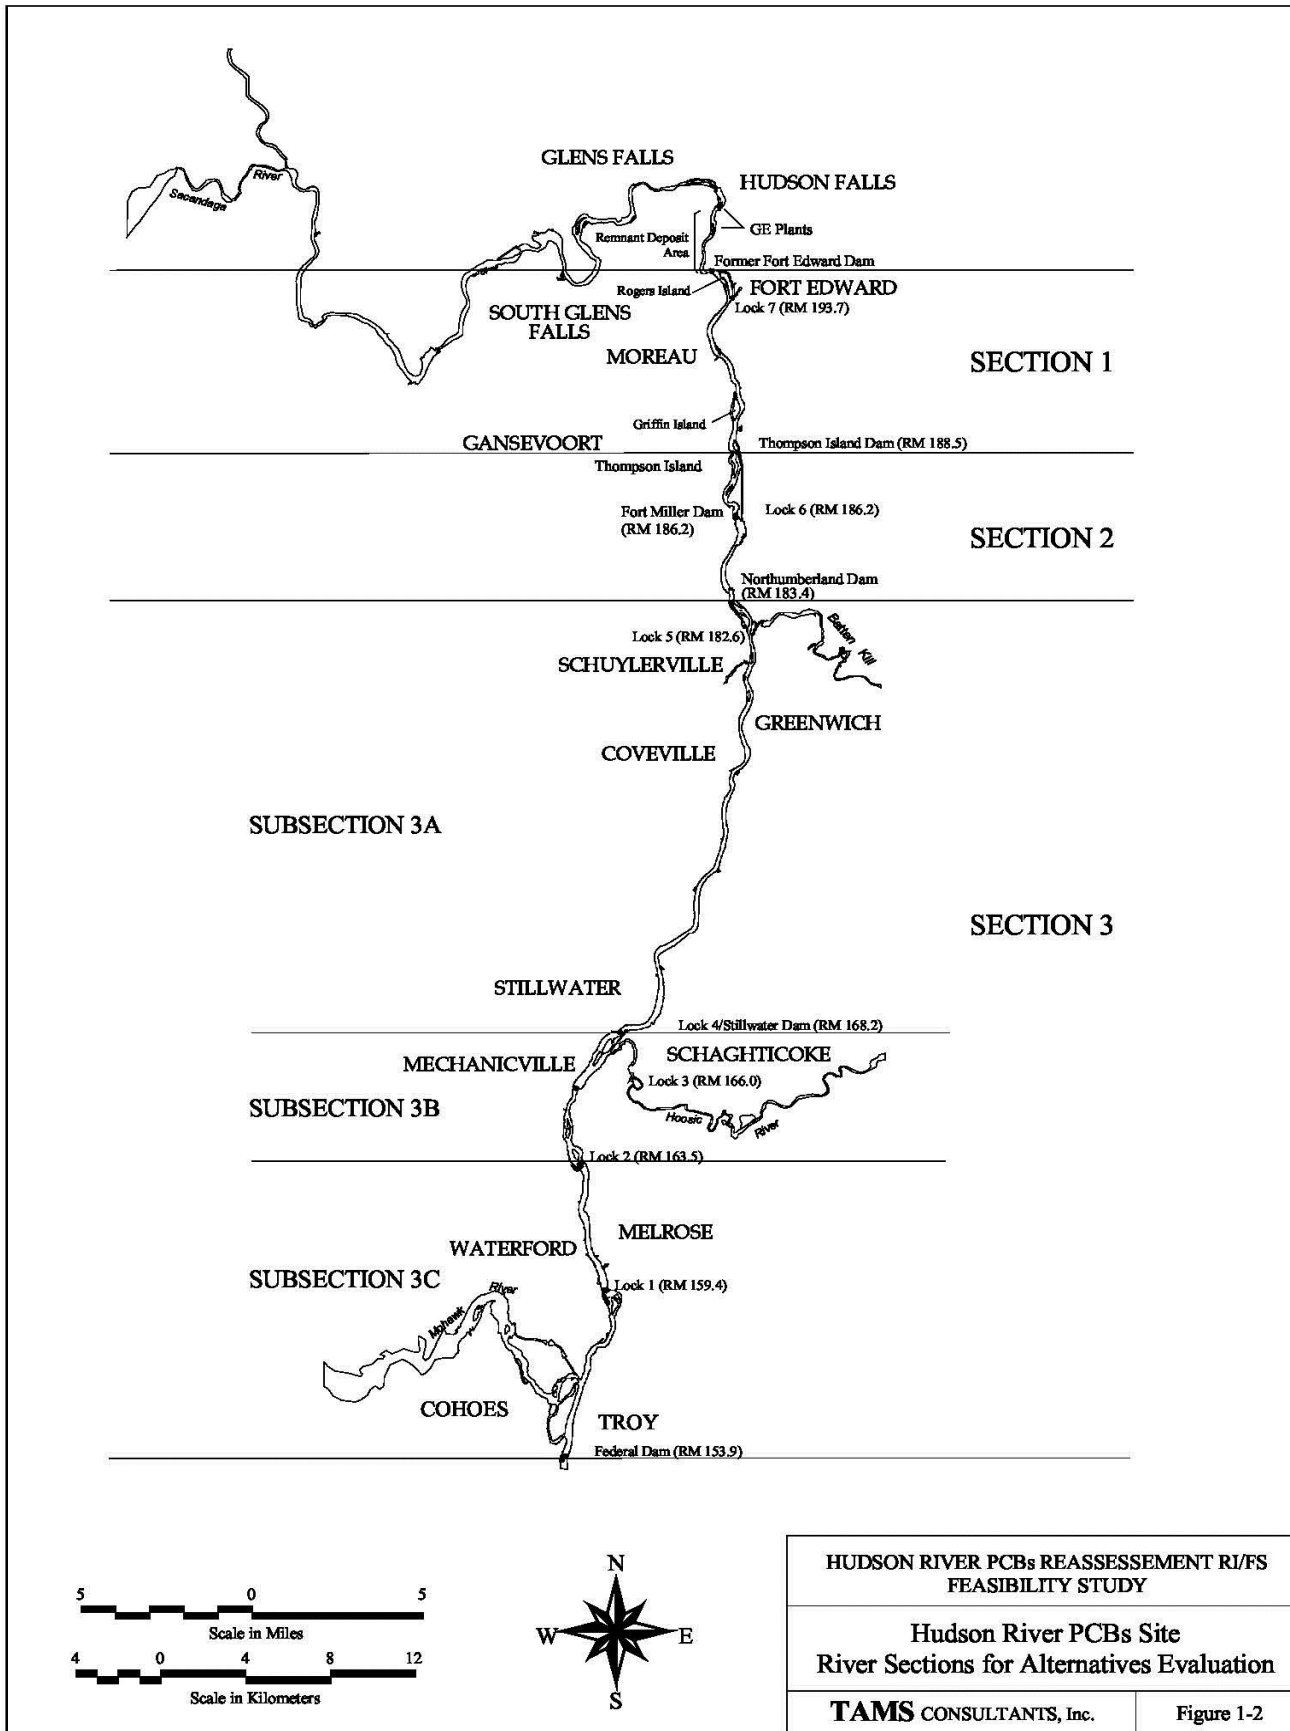 GLENS FALLS
HUDSON FALLS
River
Sacandaga
GE Plants
Remnant Deposit
Area
Former Fort Edward Dam
Rogers Island
FORT EDWARD
Lock 7 (RM 193.7)
SOUTH GLENS
FALLS
MOREAU
SECTION 1
Griffin Island
GANSEVOORT
Thompson Island Dam (RM 188.5)
Thompson Island
Fort Miller Dam
(RM 186.2)
Lock 6 (RM 186.2)
SECTION 2
Northumberland Dam
(RM 183.4)
Lock 5 (RM 182.6)
Batten Kill
SCHUYLERVILLE
GREENWICH
COVEVILLE
SUBSECTION 3A
SECTION 3
STILLWATER
Lock 4/Stillwater Dam (RM 168.2)
MECHANICVILLE
SCHAGHTICOKE
Lock 3 (RM 166.0)
SUBSECTION 3B
Hoosic
River
Lock 2 (RM 163.5)
MELROSE
WATERFORD
SUBSECTION 3C
Lock 1 (RM 159.4)
Mohawk River
COHOES
TROY
Federal Dam (RM 153.9)
5 0 5
Scale in Miles
4 0 4 8 12
Scale in Kilometers
N
W E
S
HUDSON RIVER PCBs REASSESSEMENT RI/FS
FEASIBILITY STUDY
Hudson River PCBs Site
River Sections for Alternatives Evaluation
TAMS CONSULTANTS, Inc.
Figure 1-2